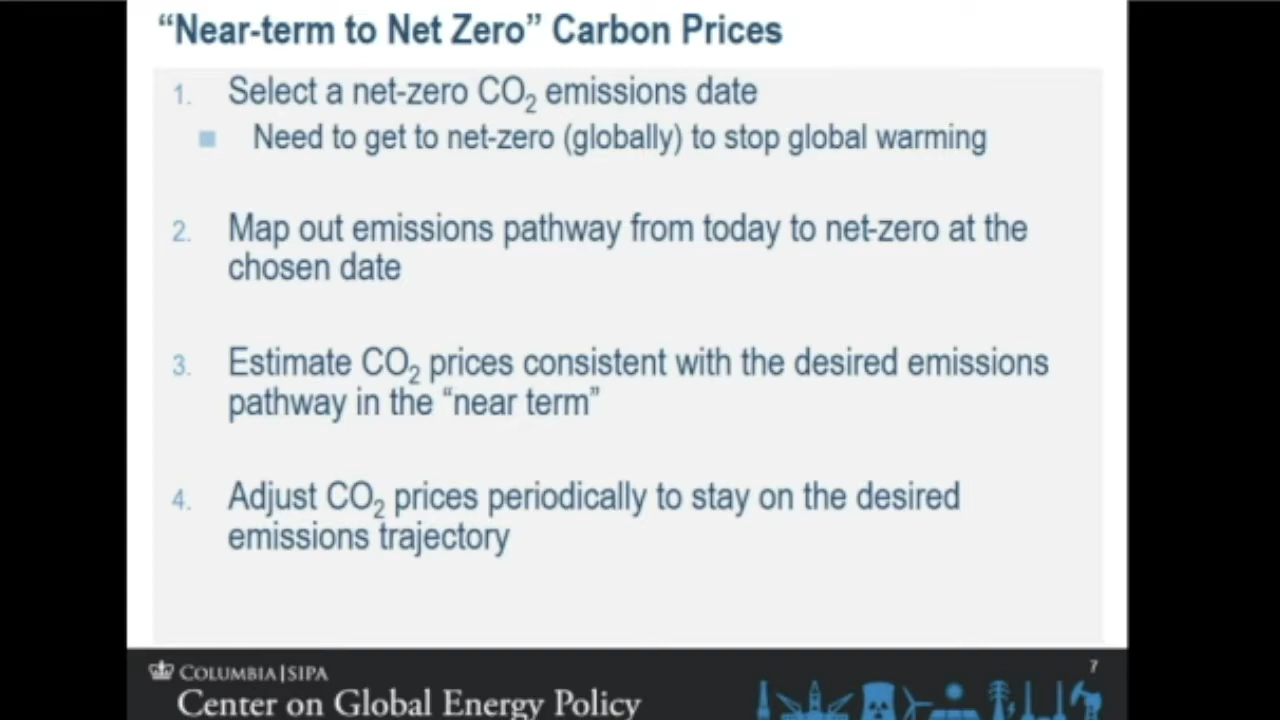 “Near-term to Net Zero” Carbon Prices
1. Select a net-zero CO₂ emissions date
Need to get to net-zero (globally) to stop global warming
2. Map out emissions pathway from today to net-zero at the
chosen date
3. Estimate CO₂ prices consistent with the desired emissions
pathway in the “near term”
4. Adjust CO₂ prices periodically to stay on the desired
emissions trajectory
COLUMBIA|SIPA
Center on Global Energy Policy
7